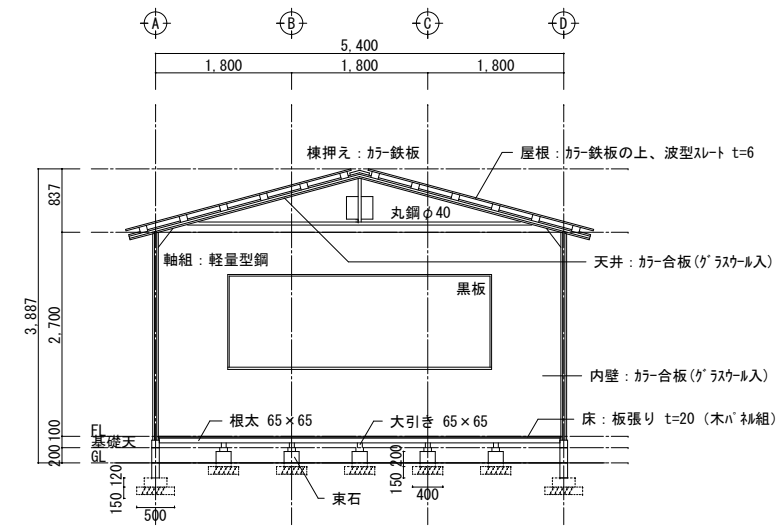 A B C D
5,400
1,800 1,800 1,800
棟押え：ｶﾗｰ鉄板
屋根：ｶﾗｰ鉄板の上、波型ｽﾚｰﾄ t=6
837
丸鋼φ40
軸組：軽量型鋼
天井：ｶﾗｰ合板(ｸﾞﾗｽｳｰﾙ入)
黒板
3,887
2,700
内壁：ｶﾗｰ合板(ｸﾞﾗｽｳｰﾙ入)
根太 65×65
大引き 65×65
床：板張り t=20 (木ﾊﾟﾈﾙ組)
FL
100
基礎天
200
GL
150 120
500
束石
150 200
400